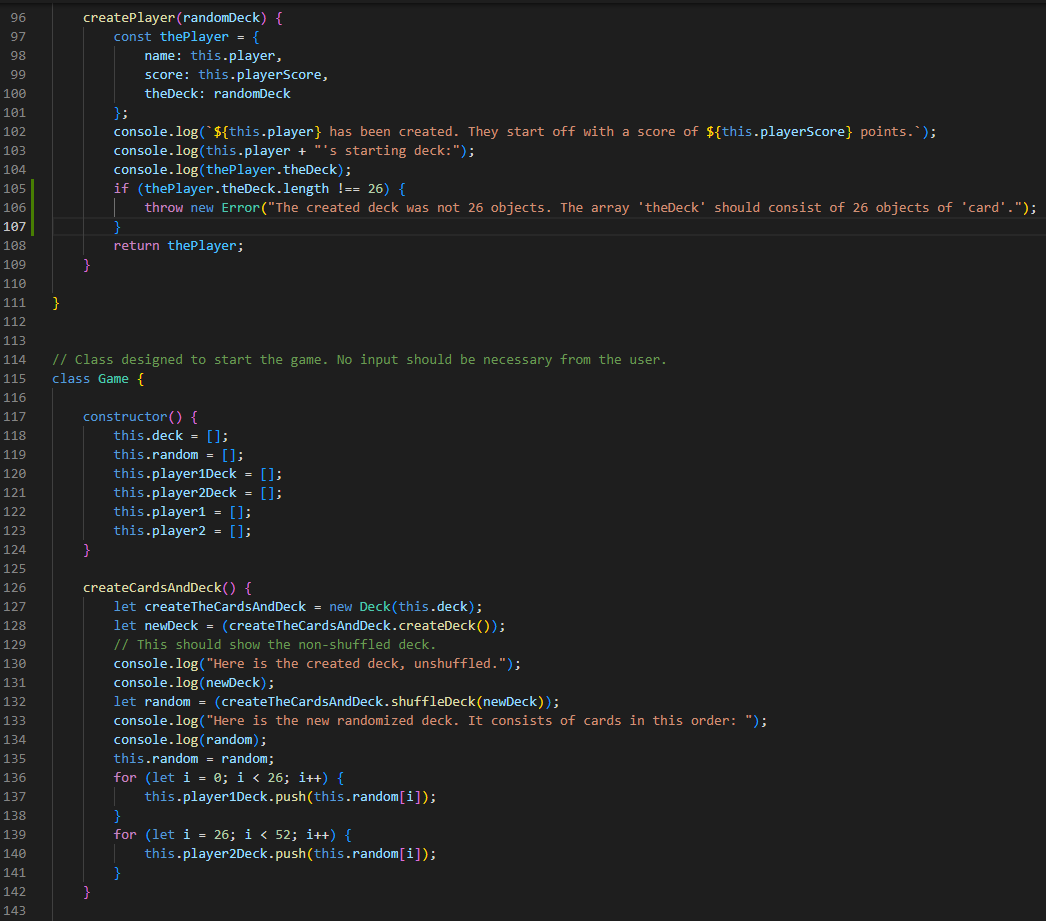 96 createPlayer(randomDeck) {
97 const thePlayer = {
98 name: this.player,
99 score: this.playerScore,
100 theDeck: randomDeck
101 };
102 console.log(`${this.player} has been created. They start off with a score of ${this.playerScore} points.`);
103 console.log(this.player + "'s starting deck:");
104 console.log(thePlayer.theDeck);
105 if (thePlayer.theDeck.length !== 26) {
106 throw new Error("The created deck was not 26 objects. The array 'theDeck' should consist of 26 objects of 'card'.");
107 }
108 return thePlayer;
109 }
110
111 }
112
113
114 // Class designed to start the game. No input should be necessary from the user.
115 class Game {
116
117 constructor() {
118 this.deck = [];
119 this.random = [];
120 this.player1Deck = [];
121 this.player2Deck = [];
122 this.player1 = [];
123 this.player2 = [];
124 }
125
126 createCardsAndDeck() {
127 let createTheCardsAndDeck = new Deck(this.deck);
128 let newDeck = (createTheCardsAndDeck.createDeck());
129 // This should show the non-shuffled deck.
130 console.log("Here is the created deck, unshuffled.");
131 console.log(newDeck);
132 let random = (createTheCardsAndDeck.shuffleDeck(newDeck));
133 console.log("Here is the new randomized deck. It consists of cards in this order: ");
134 console.log(random);
135 this.random = random;
136 for (let i = 0; i < 26; i++) {
137 this.player1Deck.push(this.random[i]);
138 }
139 for (let i = 26; i < 52; i++) {
140 this.player2Deck.push(this.random[i]);
141 }
142 }
143